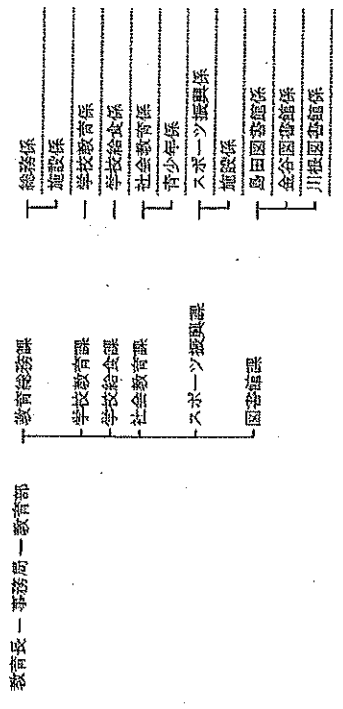 教育長 ー 事務局 ー 教育部
教育総務課
総務係
施設係
学校教育課
学校教育係
学校給食課
学校給食係
社会教育課
社会教育係
青少年係
スポーツ振興課
スポーツ振興係
施設係
図書館課
島田図書館係
金谷図書館係
川根図書館係